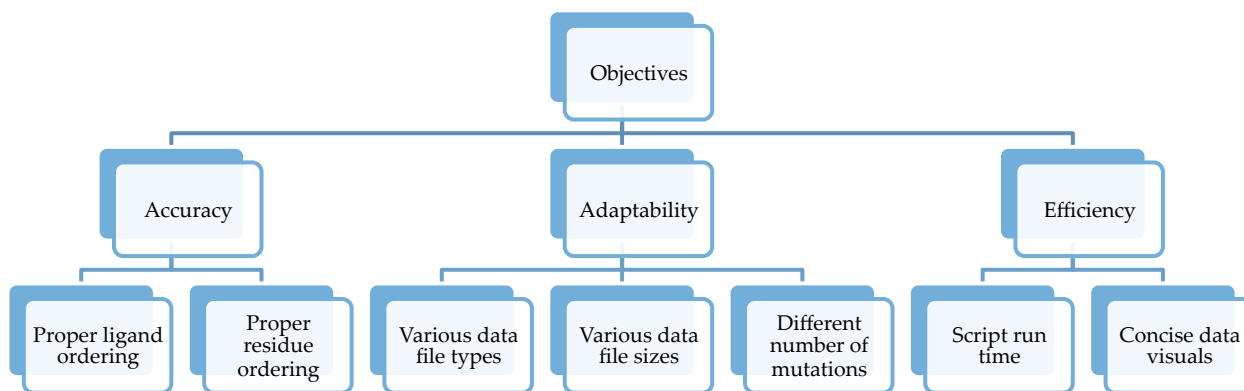 Objectives
Accuracy
Adaptability
Efficiency
Proper ligand
ordering
Proper
residue
ordering
Various data
file types
Various data
file sizes
Different
number of
mutations
Script run
time
Concise data
visuals